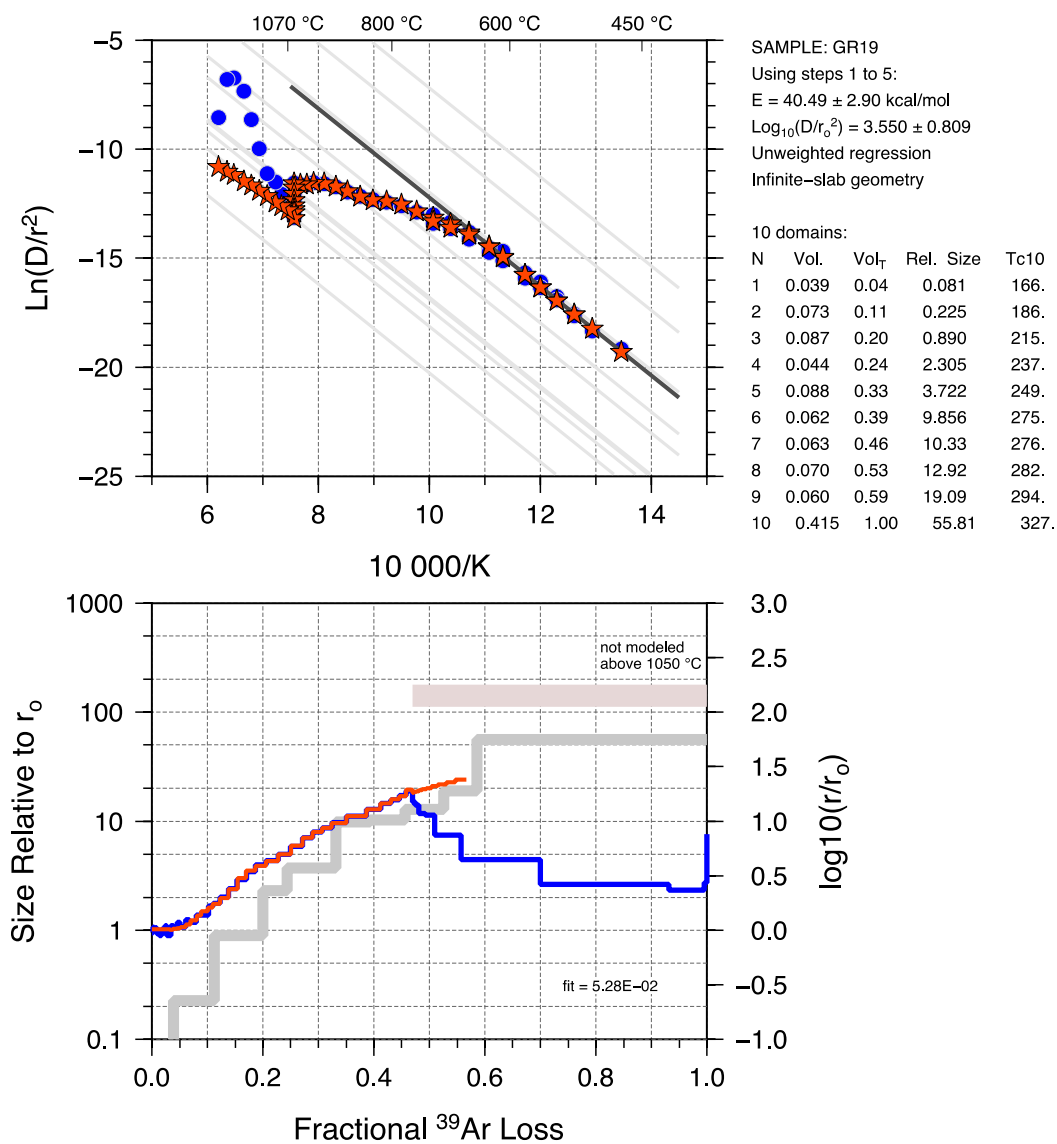 1070 °C 800 °C 600 °C 450 °C
−5
−10
−15
−20
−25
Ln(D/r²)
6 8 10 12 14
10 000/K
SAMPLE: GR19
Using steps 1 to 5:
E = 40.49 ± 2.90 kcal/mol
Log₁₀(D/rₒ²) = 3.550 ± 0.809
Unweighted regression
Infinite−slab geometry
10 domains:
N Vol. Vol_T Rel. Size Tc10
1 0.039 0.04 0.081 166.
2 0.073 0.11 0.225 186.
3 0.087 0.20 0.890 215.
4 0.044 0.24 2.305 237.
5 0.088 0.33 3.722 249.
6 0.062 0.39 9.856 275.
7 0.063 0.46 10.33 276.
8 0.070 0.53 12.92 282.
9 0.060 0.59 19.09 294.
10 0.415 1.00 55.81 327.
1000
100
10
1
0.1
Size Relative to rₒ
not modeled
above 1050 °C
fit = 5.28E−02
3.0
2.5
2.0
1.5
1.0
0.5
0.0
−0.5
−1.0
log10(r/rₒ)
0.0 0.2 0.4 0.6 0.8 1.0
Fractional ³⁹Ar Loss